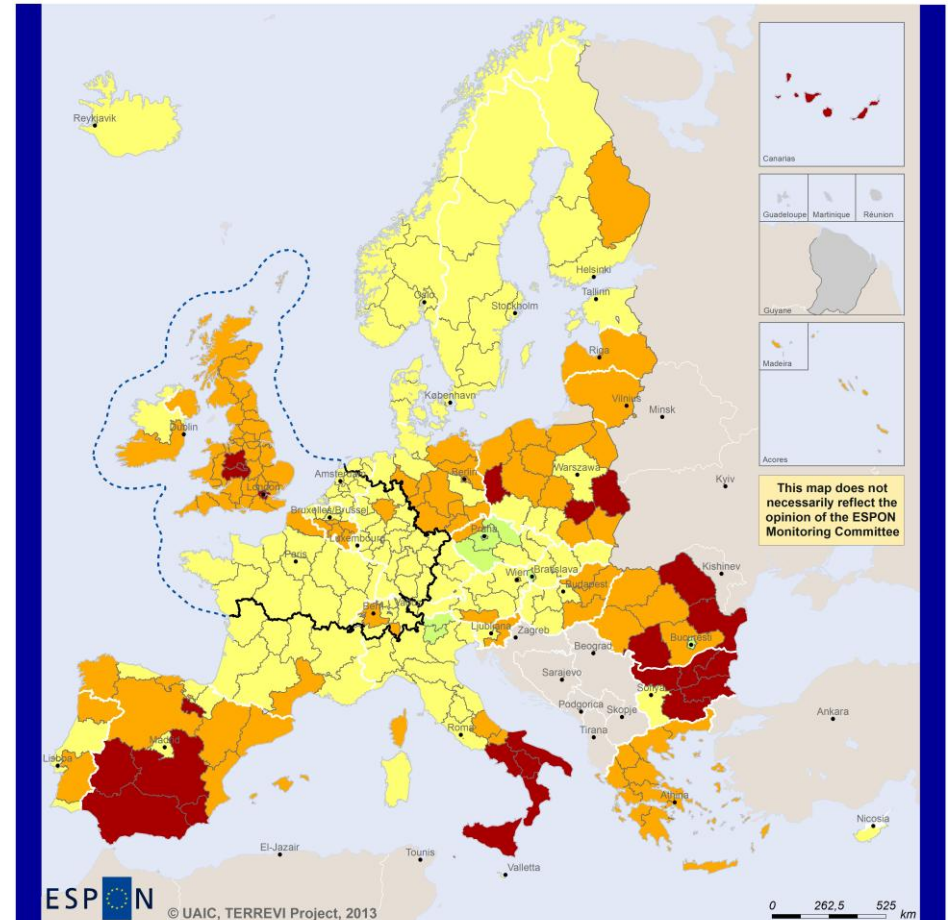 Reykjavik
Canarias
Guadeloupe
Martinique
Réunion
Guyane
Helsinki
Oslo
Stockholm
Tallinn
Madeira
Riga
København
Vilnius
Minsk
Dublin
Acores
Berlin
Warszawa
Amsterdam
London
Kyiv
This map does not
necessarily reflect the
opinion of the ESPON
Monitoring Committee
Bruxelles/Brussel
Praha
Luxembourg
Paris
Kishinev
Wien
Bratislava
Budapest
Bern
Vaduz
Ljubljana
Zagreb
Bucuresti
Beograd
Sarajevo
Sofiya
Podgorica
Skopje
Ankara
Roma
Tirana
Madrid
Lisboa
Athina
Nicosia
El-Jazair
Tounis
Valletta
ESPON
© UAIC, TERREVI Project, 2013
0 262,5 525
km